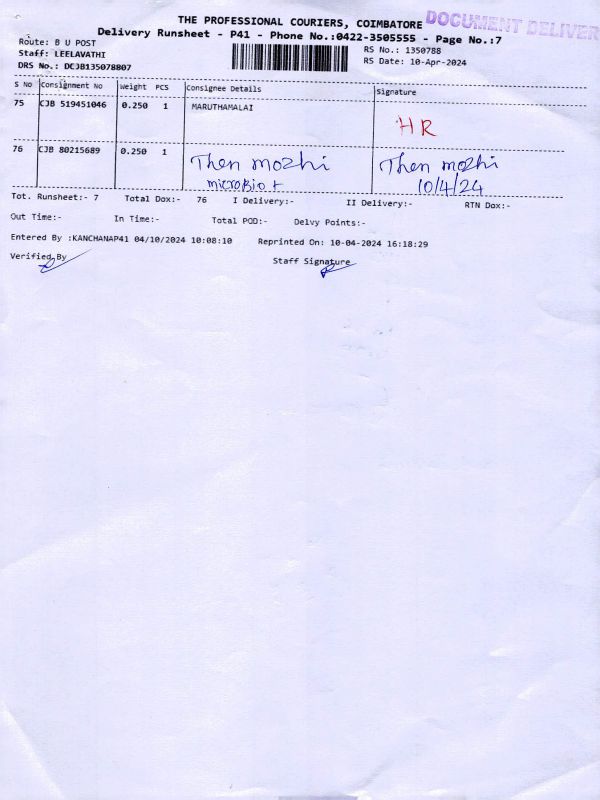 THE PROFESSIONAL COURIERS, COIMBATORE
DOCUMENT DELIVER
Delivery Runsheet - P41 - Phone No.:0422-3505555 - Page No.:7
Route: B U POST
Staff: LEELAVATHI
DRS No.: DCJB135078807
RS No.: 1350788
RS Date: 10-Apr-2024
S No Consignment No Weight PCS Consignee Details Signature
75 CJB 519451046 0.250 1 MARUTHAMALAI
HR
76 CJB 80215689 0.250 1 Then mozhi Then mozhi
microBiot 10/4/24
Tot. Runsheet:- 7 Total Dox:- 76 I Delivery:- II Delivery:- RTN Dox:-
Out Time:- In Time:- Total POD:- Delvy Points:-
Entered By :KANCHANAP41 04/10/2024 10:08:10 Reprinted On: 10-04-2024 16:18:29
Verified By
Staff Signature